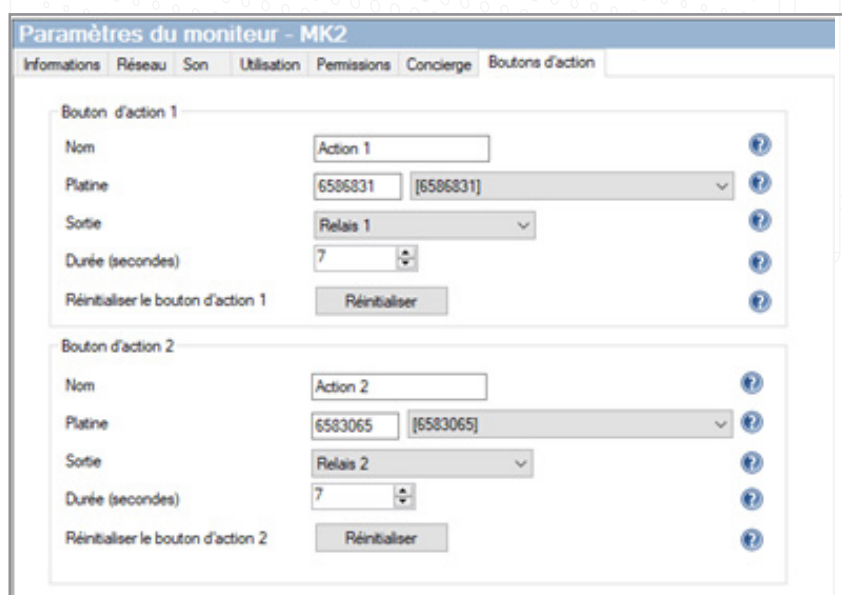 Paramètres du moniteur - MK2
Informations Réseau Son Utilisation Permissions Concierge Boutons d'action
Bouton d'action 1
Nom Action 1
Platine 6586831 [6586831]
Sortie Relais 1
Durée (secondes) 7
Réinitialiser le bouton d'action 1 Réinitialiser
Bouton d'action 2
Nom Action 2
Platine 6583065 [6583065]
Sortie Relais 2
Durée (secondes) 7
Réinitialiser le bouton d'action 2 Réinitialiser